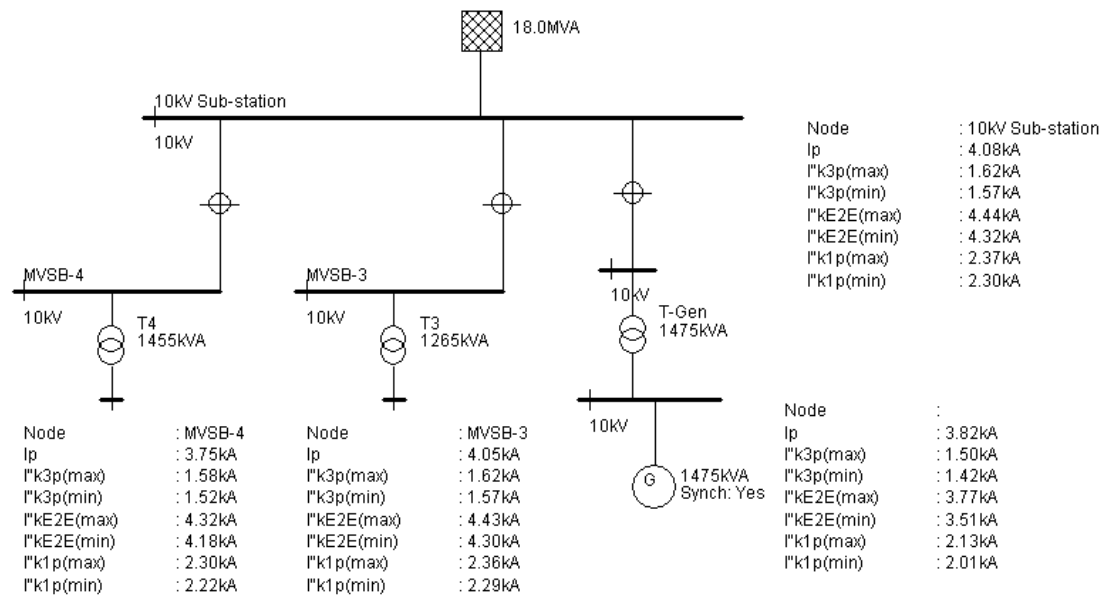 18.0MVA
10kV Sub-station
10kV
Node : 10kV Sub-station
Ip : 4.08kA
I"k3p(max) : 1.62kA
I"k3p(min) : 1.57kA
I"kE2E(max) : 4.44kA
I"kE2E(min) : 4.32kA
I"k1p(max) : 2.37kA
I"k1p(min) : 2.30kA
MVSB-4
10kV
T4
1455kVA
MVSB-3
10kV
T3
1265kVA
10kV
T-Gen
1475kVA
10kV
G
1475KVA
Synch: Yes
Node : MVSB-4
Ip : 3.75kA
I"k3p(max) : 1.58kA
I"k3p(min) : 1.52kA
I"kE2E(max) : 4.32kA
I"kE2E(min) : 4.18kA
I"k1p(max) : 2.30kA
I"k1p(min) : 2.22kA
Node : MVSB-3
Ip : 4.05kA
I"k3p(max) : 1.62kA
I"k3p(min) : 1.57kA
I"kE2E(max) : 4.43kA
I"kE2E(min) : 4.30kA
I"k1p(max) : 2.36kA
I"k1p(min) : 2.29kA
Node :
Ip : 3.82kA
I"k3p(max) : 1.50kA
I"k3p(min) : 1.42kA
I"kE2E(max) : 3.77kA
I"kE2E(min) : 3.51kA
I"k1p(max) : 2.13kA
I"k1p(min) : 2.01kA